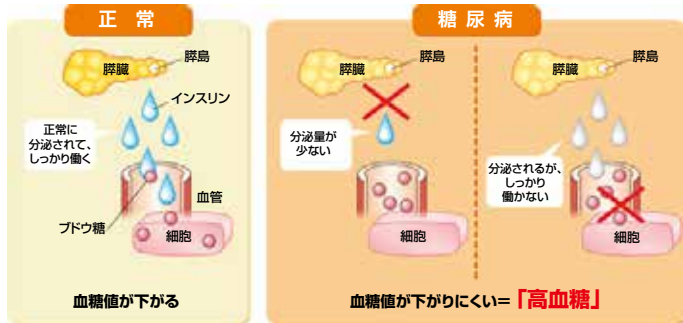 正常
膵臓
膵島
インスリン
正常に
分泌されて、
しっかり働く
血管
ブドウ糖
細胞
血糖値が下がる
糖尿病
膵臓
膵島
分泌量が
少ない
細胞
膵臓
膵島
分泌されるが、
しっかり
働かない
細胞
血糖値が下がりにくい=「高血糖」